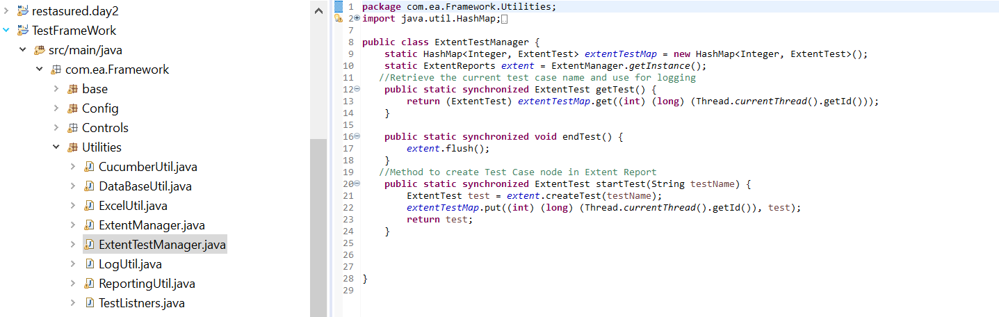 restasured.day2
TestFrameWork
src/main/java
com.ea.Framework
base
Config
Controls
Utilities
CucumberUtil.java
DataBaseUtil.java
ExcelUtil.java
ExtentManager.java
ExtentTestManager.java
LogUtil.java
ReportingUtil.java
TestListners.java
1 package com.ea.Framework.Utilities;
2 import java.util.HashMap;
7
8 public class ExtentTestManager {
9 static HashMap<Integer, ExtentTest> extentTestMap = new HashMap<Integer, ExtentTest>();
10 static ExtentReports extent = ExtentManager.getInstance();
11 //Retrieve the current test case name and use for logging
12 public static synchronized ExtentTest getTest() {
13 return (ExtentTest) extentTestMap.get((int) (long) (Thread.currentThread().getId()));
14 }
15
16 public static synchronized void endTest() {
17 extent.flush();
18 }
19 //Method to create Test Case node in Extent Report
20 public static synchronized ExtentTest startTest(String testName) {
21 ExtentTest test = extent.createTest(testName);
22 extentTestMap.put((int) (long) (Thread.currentThread().getId()), test);
23 return test;
24 }
25
26
27
28 }
29